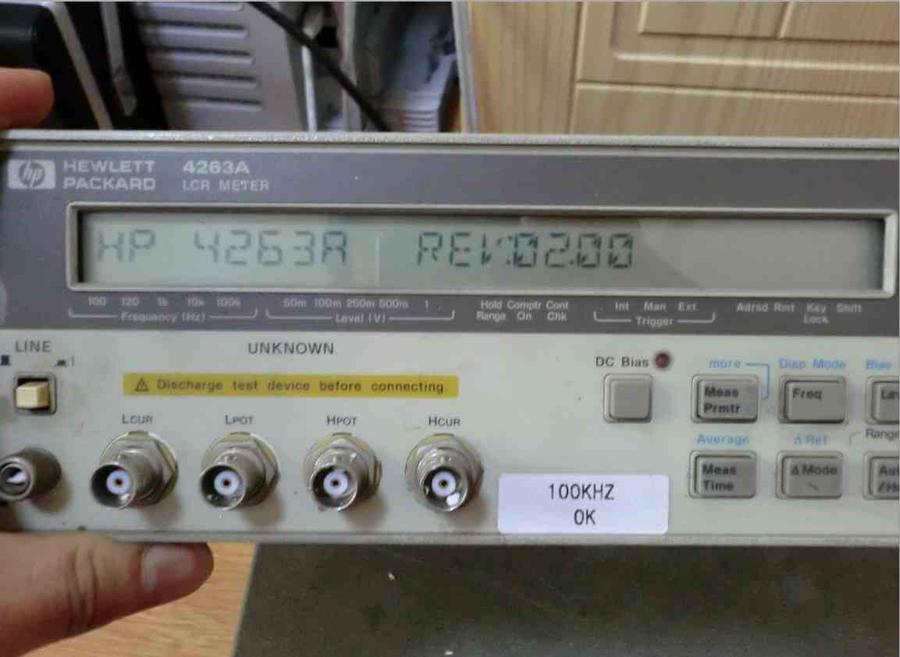 hp HEWLETT PACKARD 4263A LCR METER
HP 4263A REV:02.00
100 120 1k 10k 100k
Frequency (Hz)
50m 100m 250m 500m 1
Level (V)
Hold Range Comptr On Cont Chk
Int Man Ext
Trigger
Adrsd Rmt Key Lock Shift
LINE
UNKNOWN
⚠ Discharge test device before connecting.
LCUR LPOT HPOT HCUR
100KHZ
OK
DC Bias
more Disp Mode Bias
Meas Prmtr
Freq
Average Δ Ref Range
Meas Time
Δ Mode